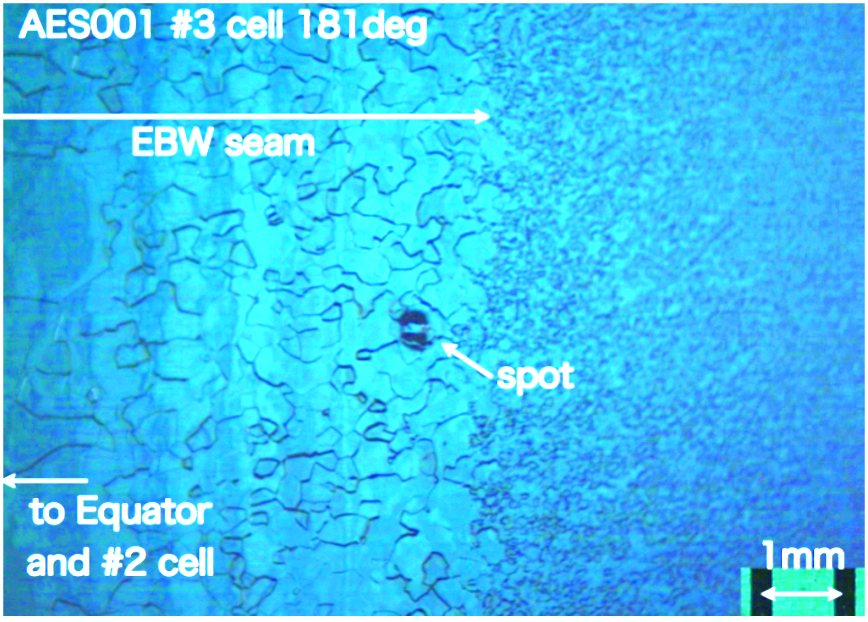 AES001 #3 cell 181deg
EBW seam
spot
to Equator
and #2 cell
1mm